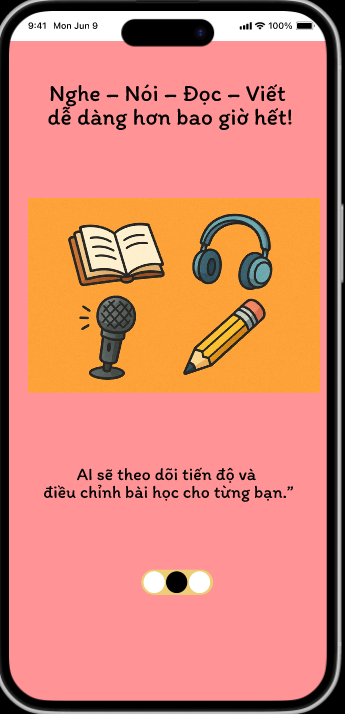 9:41 Mon Jun 9 100%
Nghe – Nói – Đọc – Viết
dễ dàng hơn bao giờ hết!
AI sẽ theo dõi tiến độ và
điều chỉnh bài học cho từng bạn.”